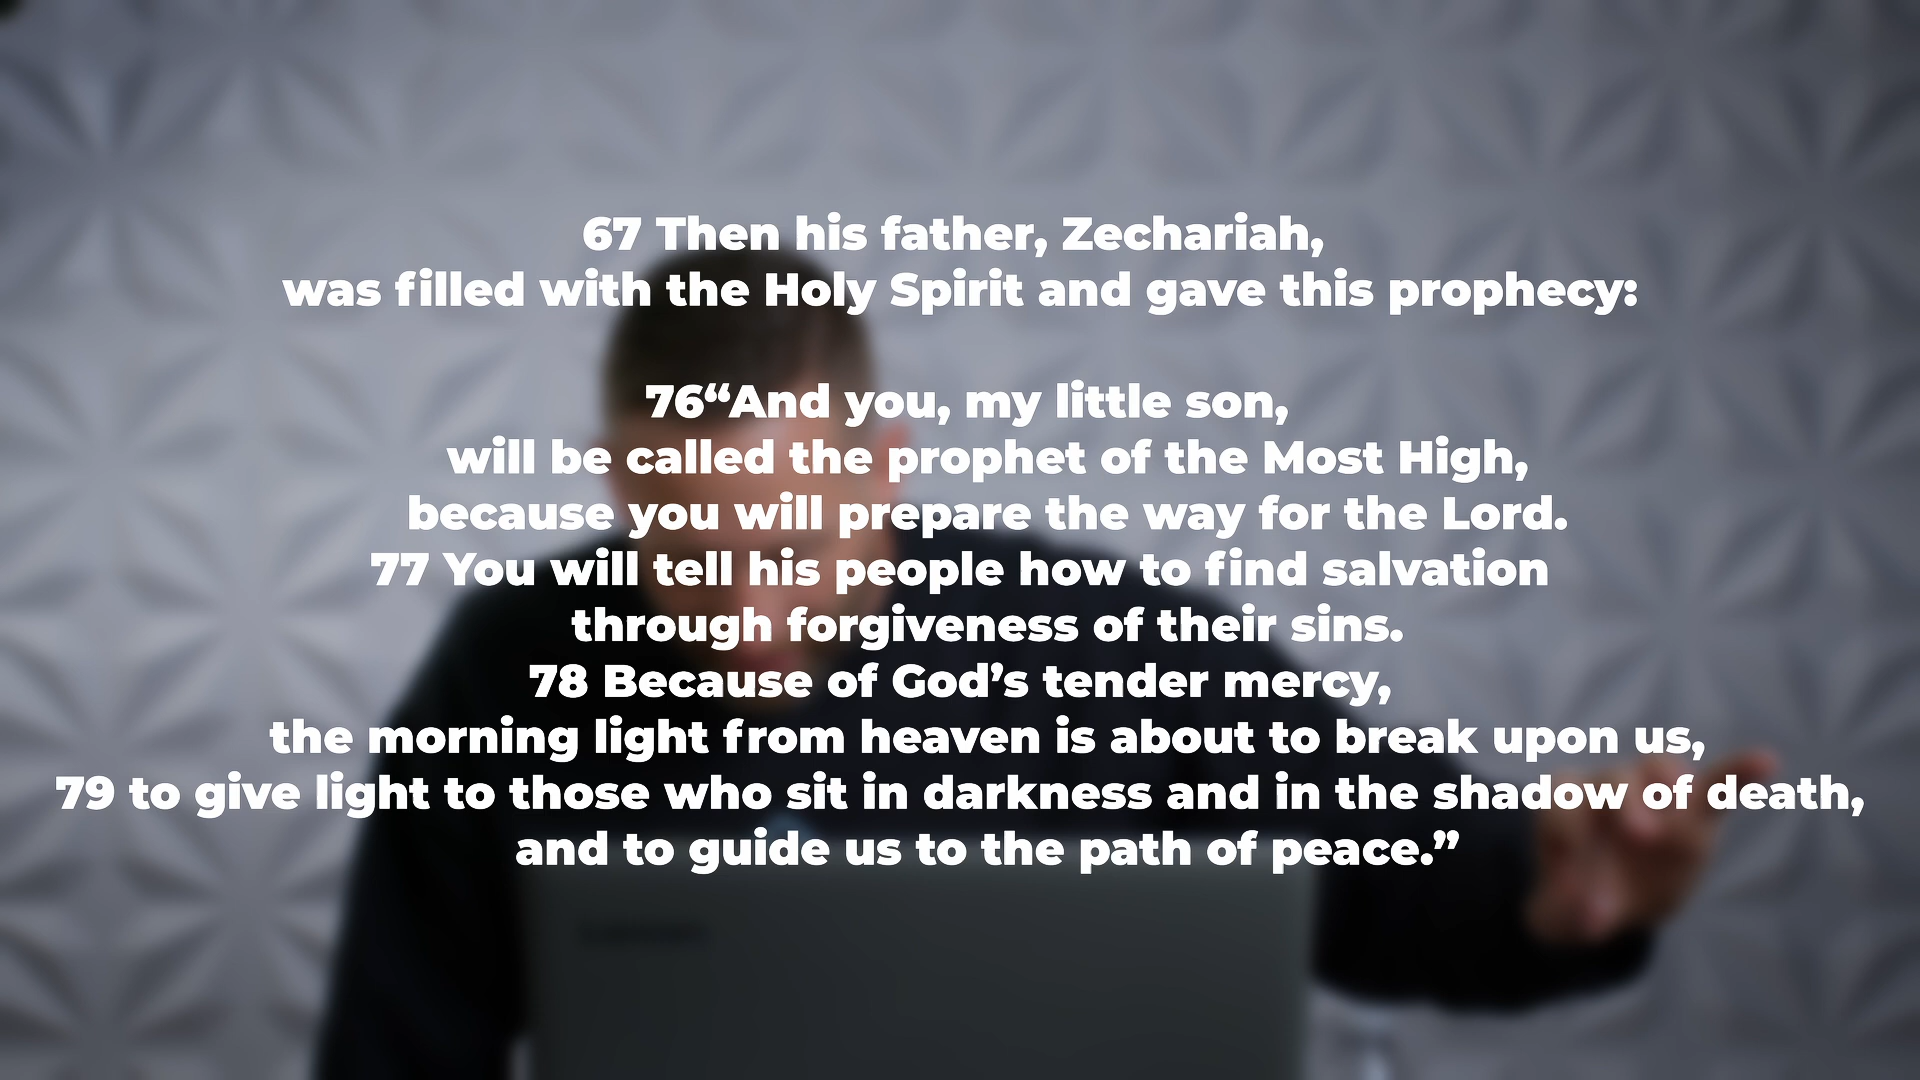 67 Then his father, Zechariah,
was filled with the Holy Spirit and gave this prophecy:
76“And you, my little son,
will be called the prophet of the Most High,
because you will prepare the way for the Lord.
77 You will tell his people how to find salvation
through forgiveness of their sins.
78 Because of God’s tender mercy,
the morning light from heaven is about to break upon us,
79 to give light to those who sit in darkness and in the shadow of death,
and to guide us to the path of peace.”